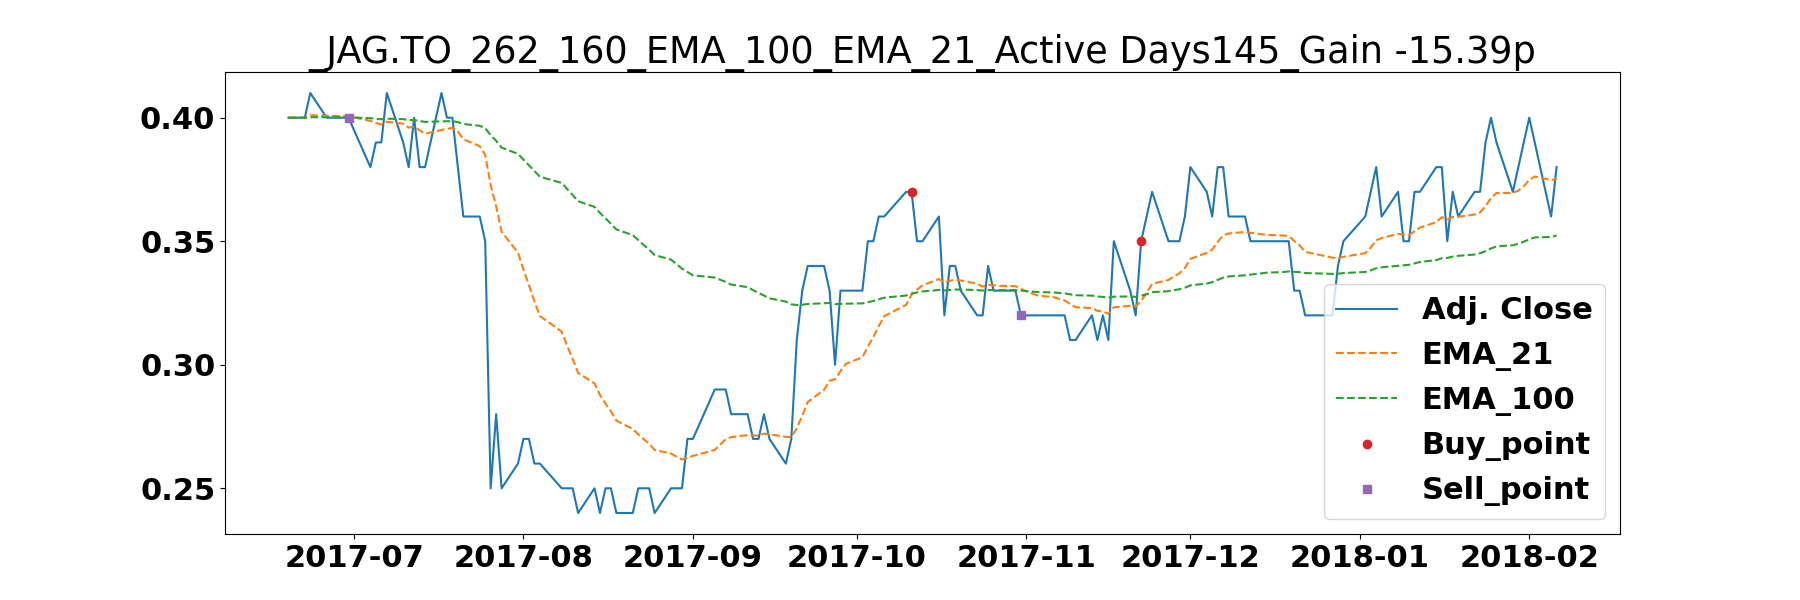 _JAG.TO_262_160_EMA_100_EMA_21_Active Days145_Gain -15.39p
0.40
0.35
0.30
0.25
Adj. Close
EMA_21
EMA_100
Buy_point
Sell_point
2017-07 2017-08 2017-09 2017-10 2017-11 2017-12 2018-01 2018-02